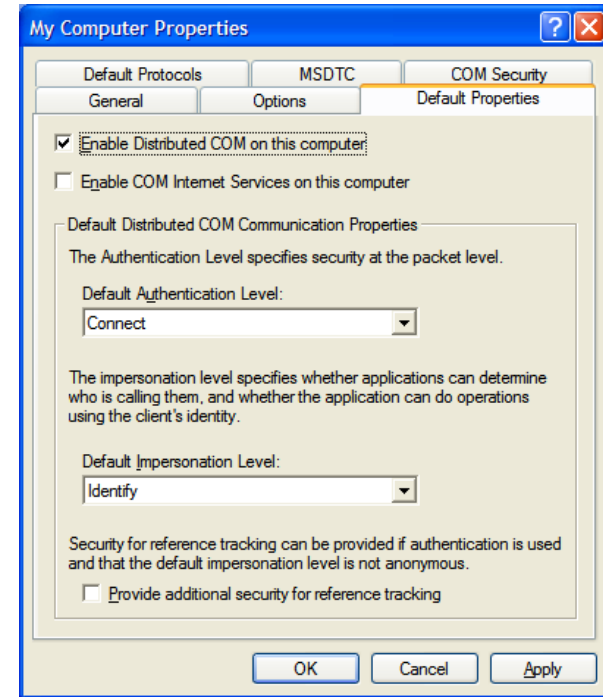 My Computer Properties
Default Protocols MSDTC COM Security
General Options Default Properties
Enable Distributed COM on this computer
Enable COM Internet Services on this computer
Default Distributed COM Communication Properties
The Authentication Level specifies security at the packet level.
Default Authentication Level:
Connect
The impersonation level specifies whether applications can determine
who is calling them, and whether the application can do operations
using the client's identity.
Default Impersonation Level:
Identify
Security for reference tracking can be provided if authentication is used
and that the default impersonation level is not anonymous.
Provide additional security for reference tracking
OK Cancel Apply